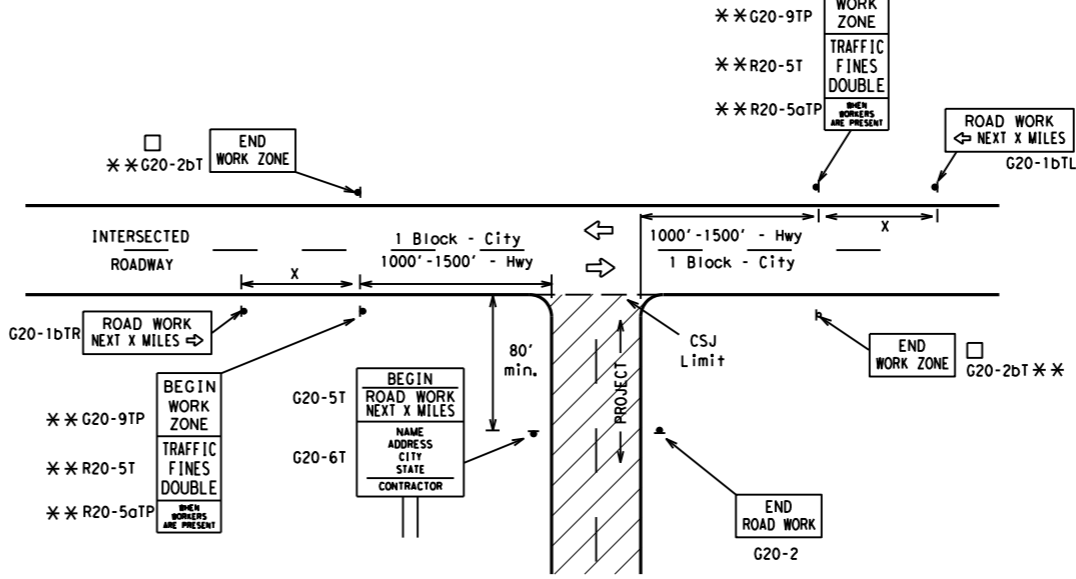 WORK
ZONE
✶✶G20-9TP
TRAFFIC
FINES
DOUBLE
✶✶R20-5T
WHEN
WORKERS
ARE PRESENT
✶✶R20-5aTP
ROAD WORK
⇦ NEXT X MILES
G20-1bTL
□
✶✶G20-2bT
END
WORK ZONE
INTERSECTED
ROADWAY
1 Block - City
1000'-1500' - Hwy
1000'-1500' - Hwy
1 Block - City
X
X
G20-1bTR
ROAD WORK
NEXT X MILES ⇨
80'
min.
CSJ
Limit
PROJECT
END
WORK ZONE
□
G20-2bT ✶✶
BEGIN
WORK
ZONE
✶✶G20-9TP
TRAFFIC
FINES
DOUBLE
✶✶R20-5T
WHEN
WORKERS
ARE PRESENT
✶✶R20-5aTP
G20-5T
BEGIN
ROAD WORK
NEXT X MILES
G20-6T
NAME
ADDRESS
CITY
STATE
CONTRACTOR
END
ROAD WORK
G20-2